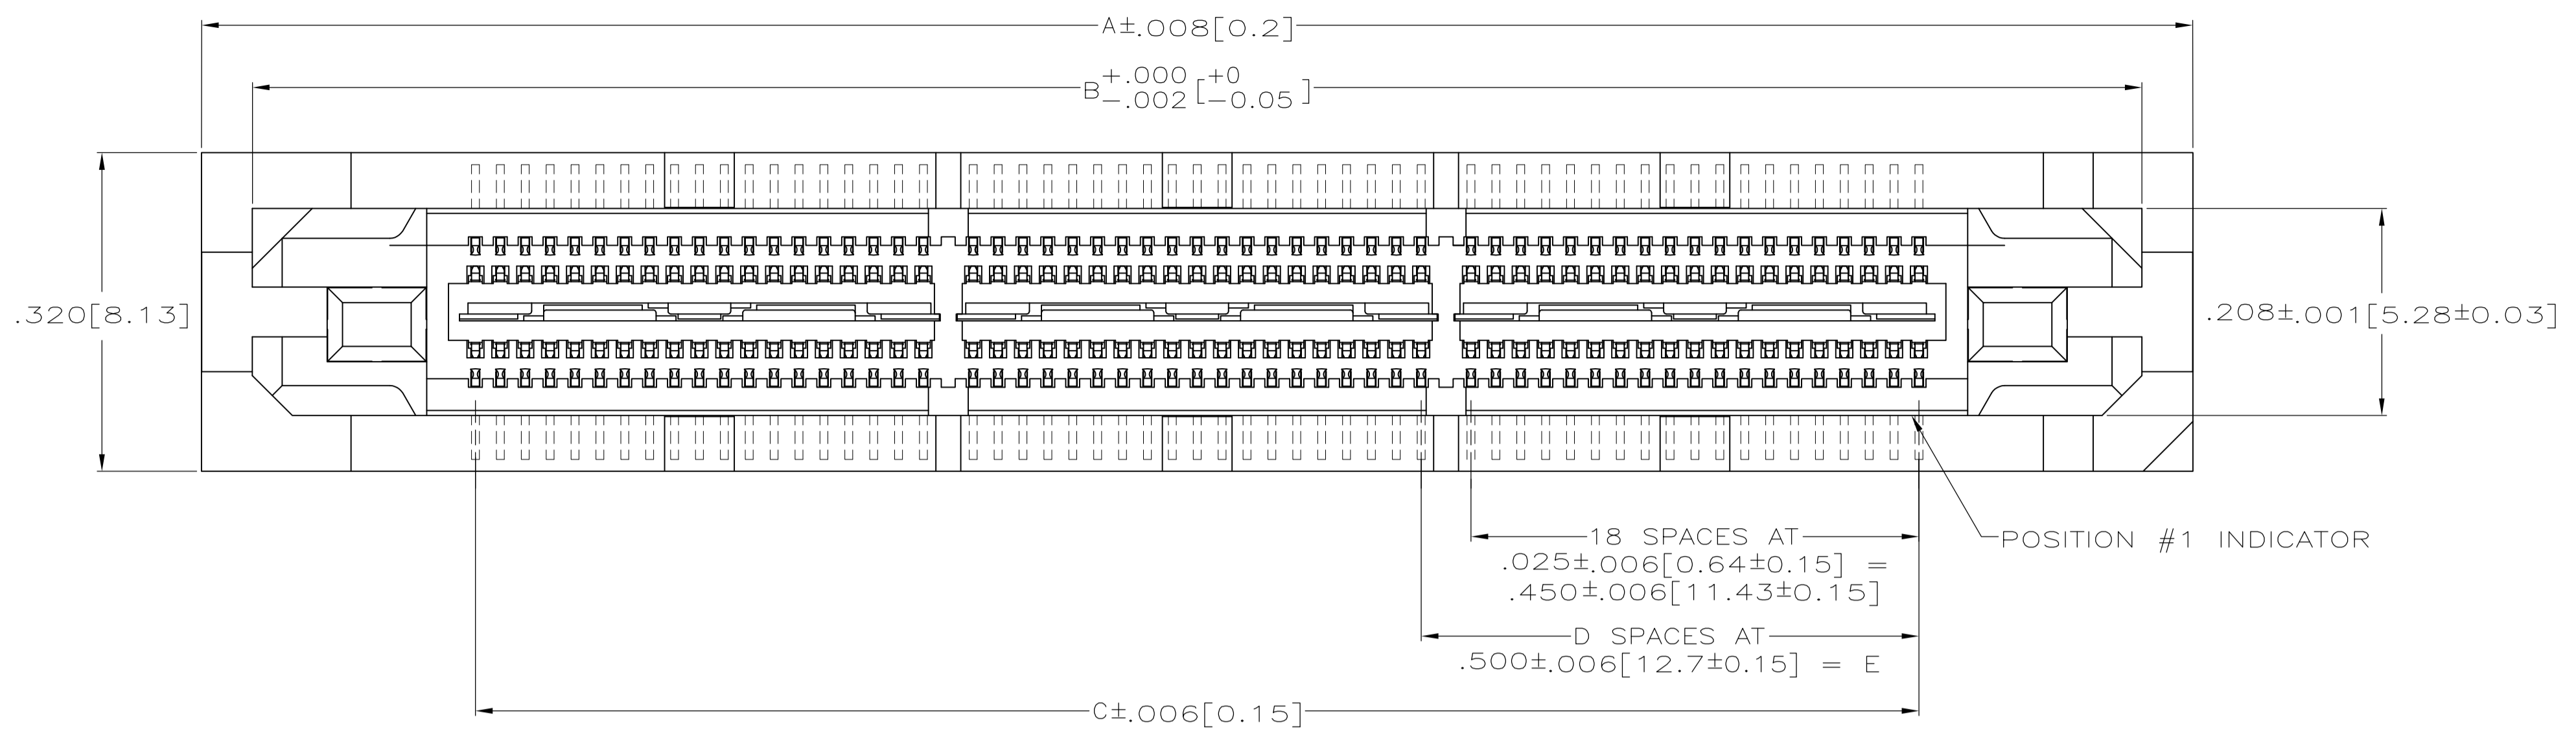 A±.008[0.2]
B+.000 -.002 [+0 -0.05]
.320[8.13]
.208±.001[5.28±0.03]
18 SPACES AT
.025±.006[0.64±0.15] =
.450±.006[11.43±0.15]
POSITION #1 INDICATOR
D SPACES AT
.500±.006[12.7±0.15] = E
C±.006[0.15]